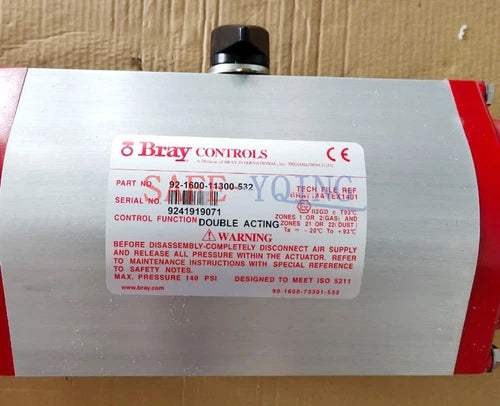 Bray CONTROLS
A Division of BRAY INTERNATIONAL, Inc.
PART NO. 92-1600-11300-532
TECH FILE REF
SAFE YQING
SERIAL NO.
9241919071
II2GD c T93°C
CONTROL FUNCTION DOUBLE ACTING
ZONES 1 OR 2(GAS) AND
ZONES 21 OR 22(DUST)
Ta = -20°C To +93°C
WARNING
BEFORE DISASSEMBLY-COMPLETELY DISCONNECT AIR SUPPLY
AND RELEASE ALL PRESSURE WITHIN THE ACTUATOR. REFER
TO MAINTENANCE INSTRUCTIONS WITH SPECIAL REFERENCE
TO SAFETY NOTES.
MAX. PRESSURE 140 PSI DESIGNED TO MEET ISO 5211
www.bray.com
90-1600-73301-533